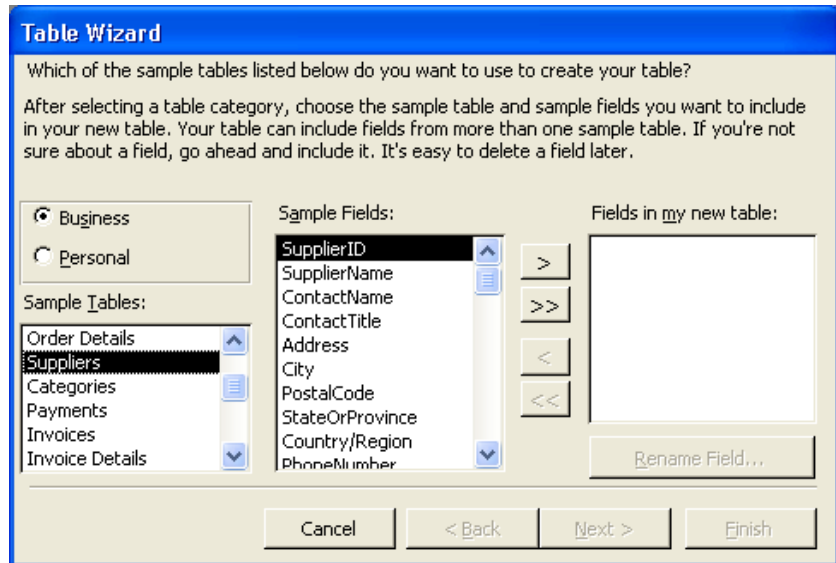 Table Wizard
Which of the sample tables listed below do you want to use to create your table?
After selecting a table category, choose the sample table and sample fields you want to include
in your new table. Your table can include fields from more than one sample table. If you're not
sure about a field, go ahead and include it. It's easy to delete a field later.
Business
Personal
Sample Tables:
Order Details
Suppliers
Categories
Payments
Invoices
Invoice Details
Sample Fields:
SupplierID
SupplierName
ContactName
ContactTitle
Address
City
PostalCode
StateOrProvince
Country/Region
PhoneNumber
>
>>
<
<<
Fields in my new table:
Rename Field...
Cancel
< Back
Next >
Finish